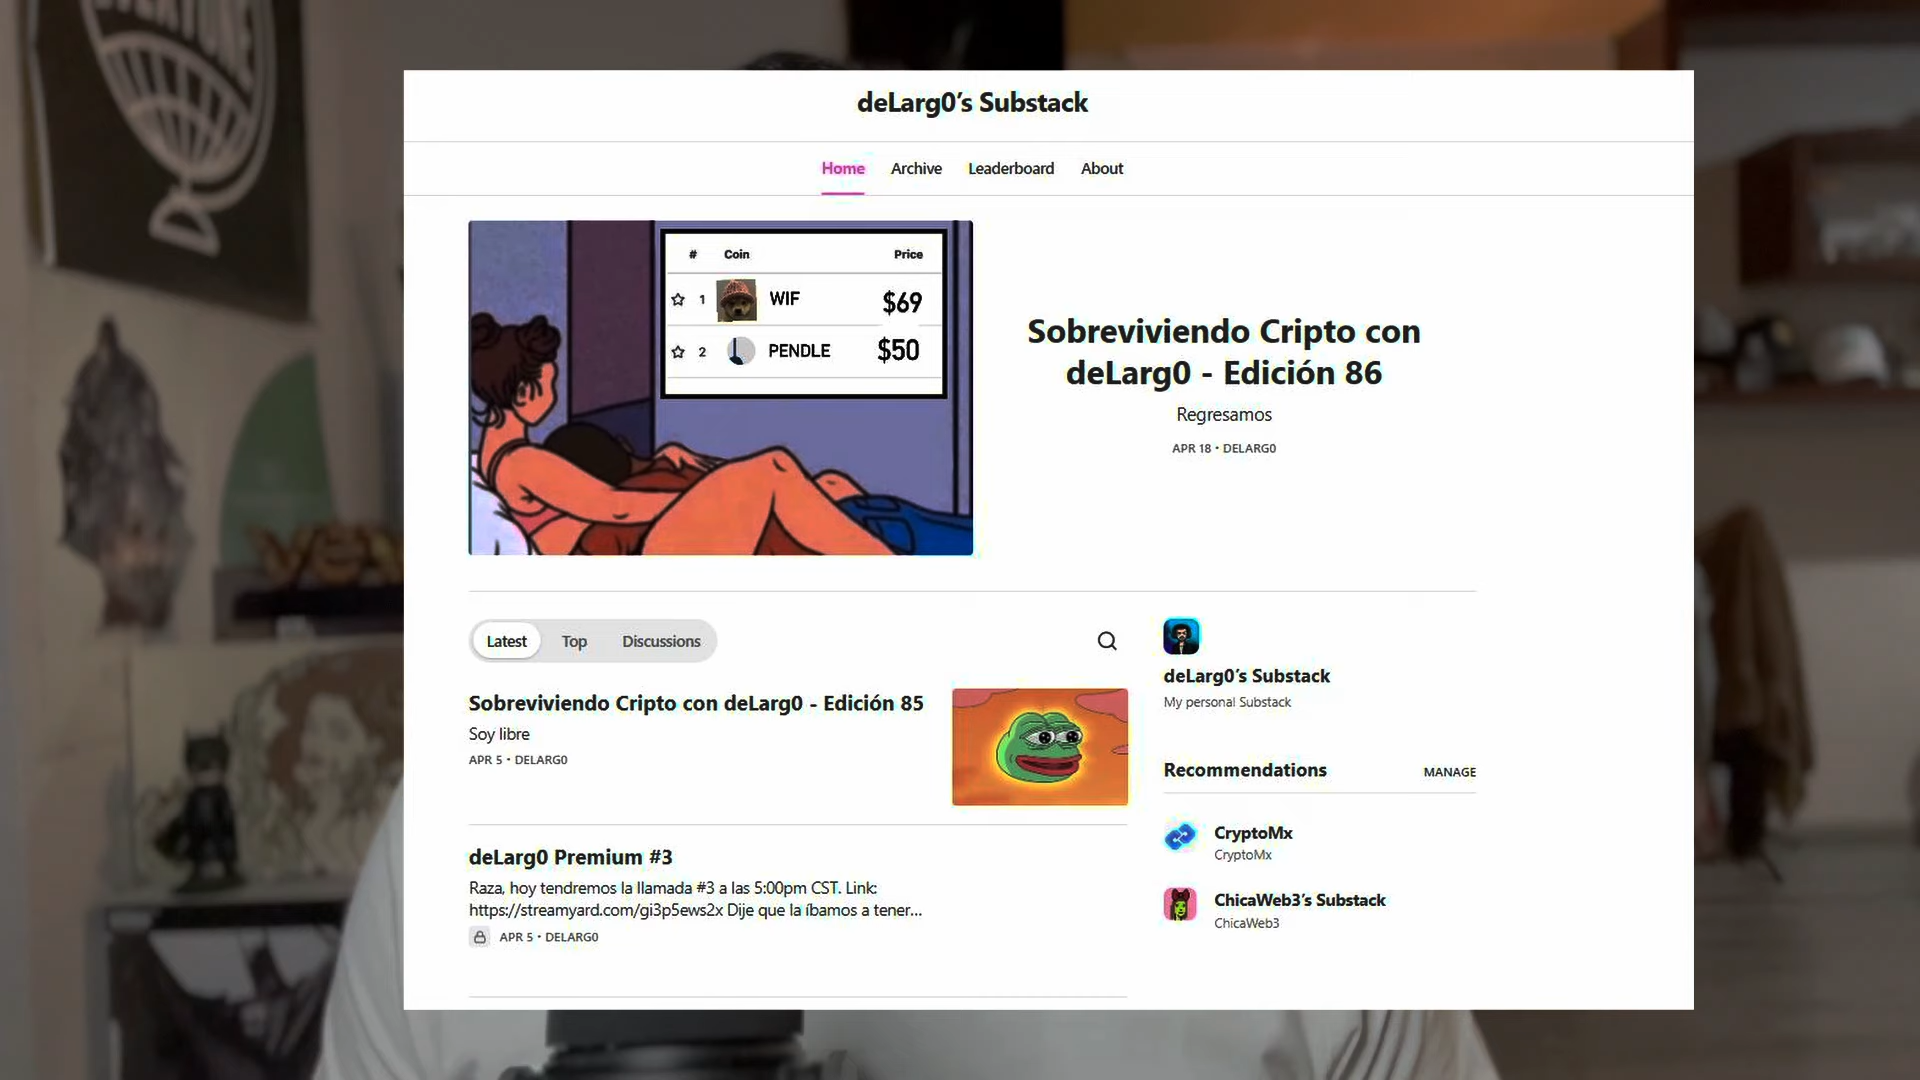 EVERYONE
deLarg0's Substack
Home Archive Leaderboard About
# Coin Price
1 WIF $69
2 PENDLE $50
Sobreviviendo Cripto con
deLarg0 - Edición 86
Regresamos
APR 18 • DELARG0
Latest Top Discussions
Sobreviviendo Cripto con deLarg0 - Edición 85
Soy libre
APR 5 • DELARG0
deLarg0 Premium #3
Raza, hoy tendremos la llamada #3 a las 5:00pm CST. Link:
https://streamyard.com/gi3p5ews2x Dije que la íbamos a tener...
APR 5 • DELARG0
deLarg0's Substack
My personal Substack
Recommendations MANAGE
CryptoMx
CryptoMx
ChicaWeb3's Substack
ChicaWeb3